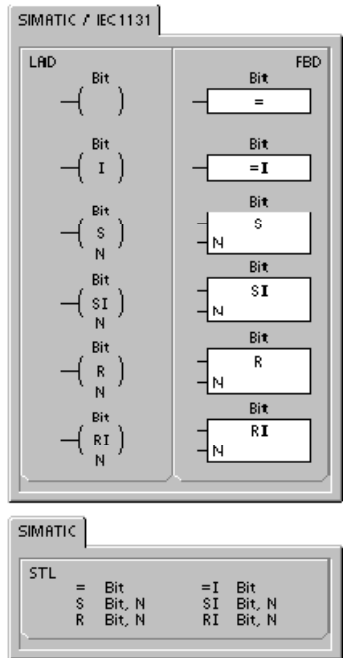 SIMATIC / IEC1131
LAD FBD
Bit Bit
( ) =
Bit Bit
( I ) =I
Bit Bit
( S ) S
N N
Bit Bit
( SI ) SI
N N
Bit Bit
( R ) R
N N
Bit Bit
( RI ) RI
N N
SIMATIC
STL
= Bit =I Bit
S Bit, N SI Bit, N
R Bit, N RI Bit, N